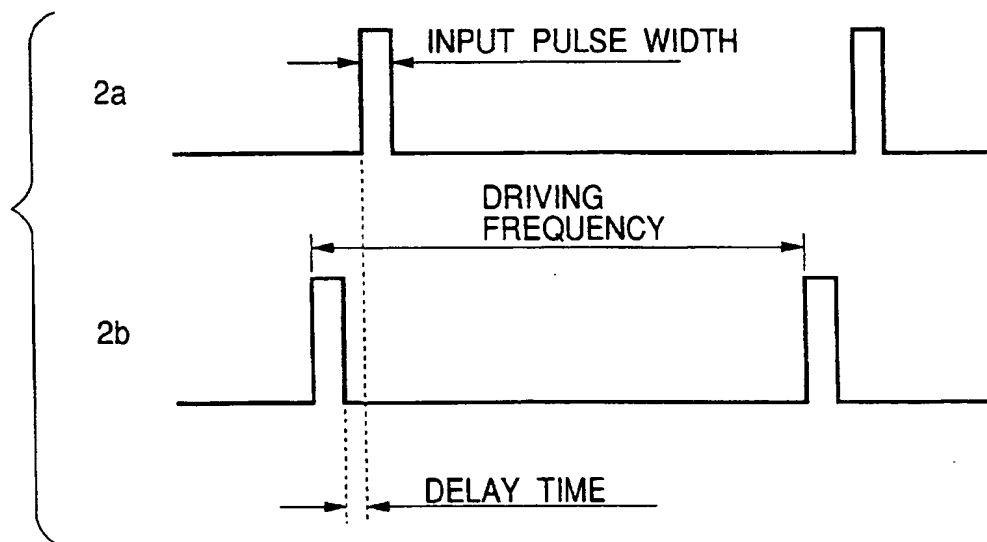 INPUT PULSE WIDTH
2a
DRIVING
FREQUENCY
2b
DELAY TIME